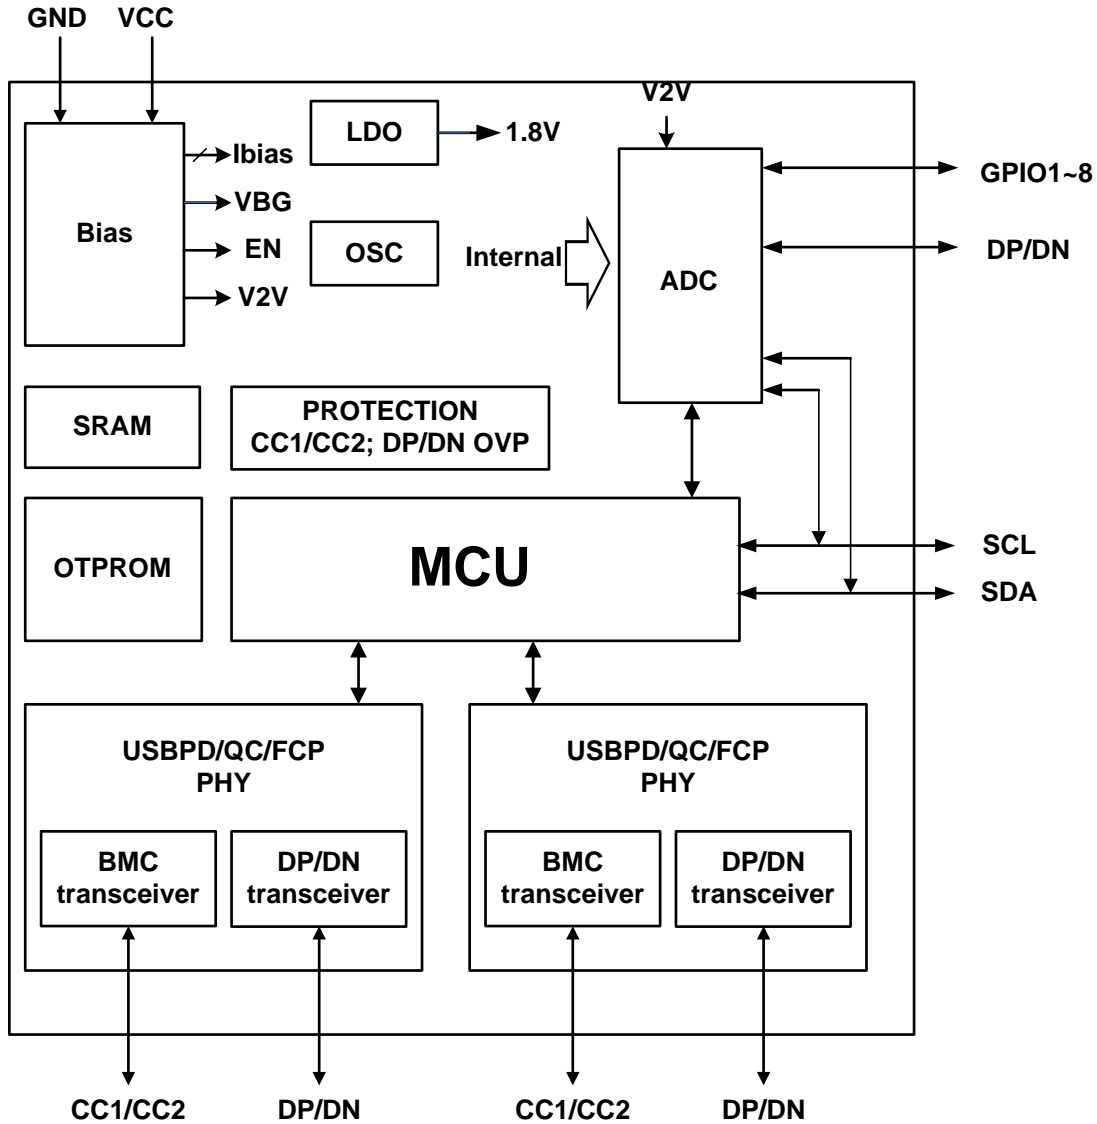 GND
VCC
V2V
LDO
1.8V
Ibias
VBG
Bias
EN
V2V
OSC
Internal
ADC
GPIO1~8
DP/DN
SRAM
PROTECTION
CC1/CC2; DP/DN OVP
OTPROM
MCU
SCL
SDA
USBPD/QC/FCP
PHY
BMC
transceiver
DP/DN
transceiver
USBPD/QC/FCP
PHY
BMC
transceiver
DP/DN
transceiver
CC1/CC2
DP/DN
CC1/CC2
DP/DN